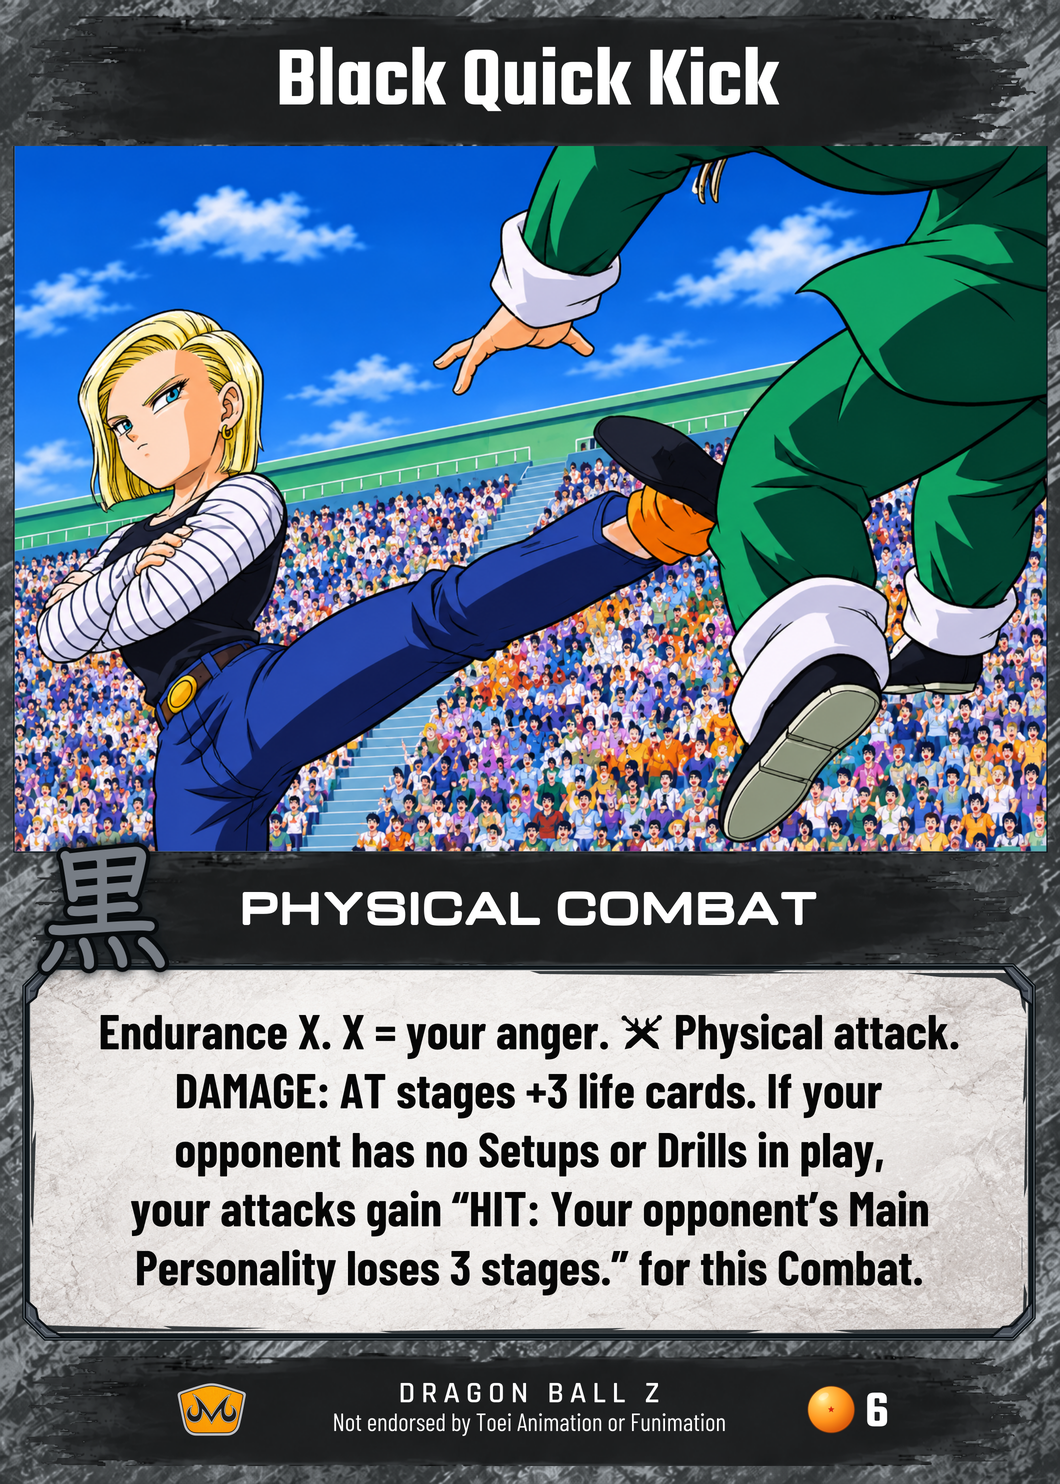 Black Quick Kick
黒
PHYSICAL COMBAT
Endurance X. X = your anger. Physical attack.
DAMAGE: AT stages +3 life cards. If your
opponent has no Setups or Drills in play,
your attacks gain “HIT: Your opponent’s Main
Personality loses 3 stages.” for this Combat.
DRAGON BALL Z
Not endorsed by Toei Animation or Funimation
6